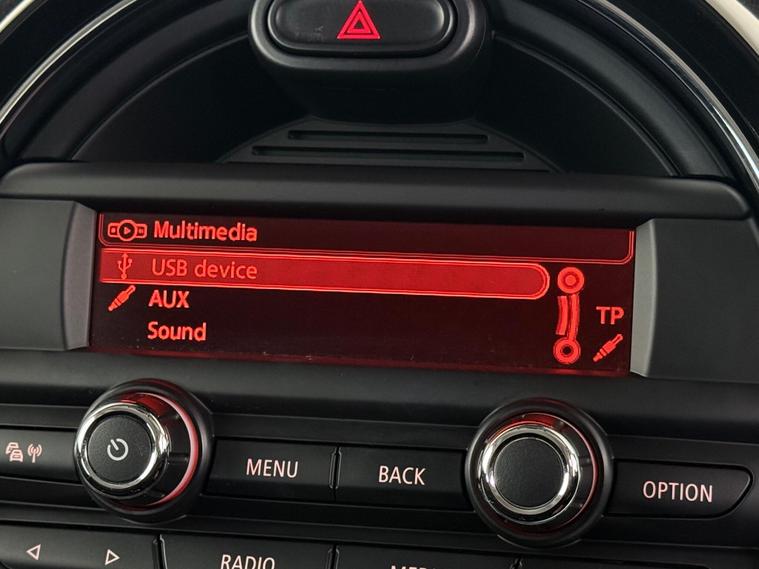 Multimedia
USB device
AUX
TP
Sound
MENU
BACK
OPTION
RADIO